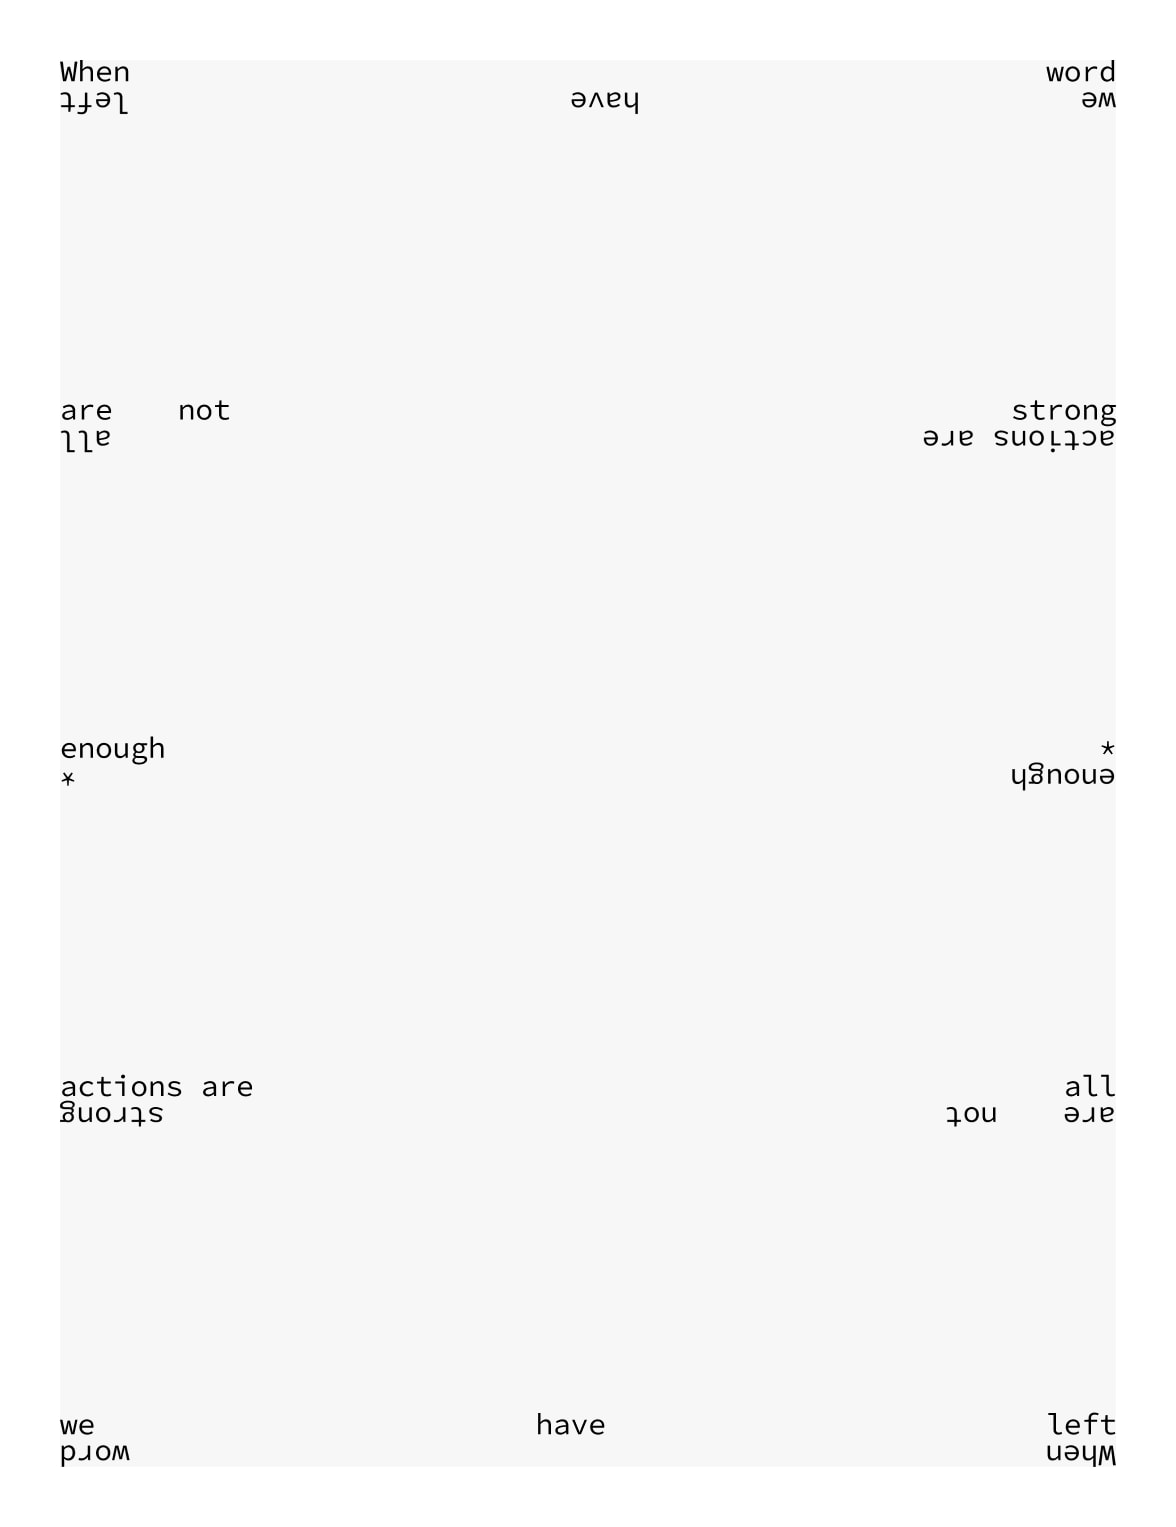 When word
left have we
are not strong
all actions are
enough *
* enough
actions are all
strong not are
we have left
word When